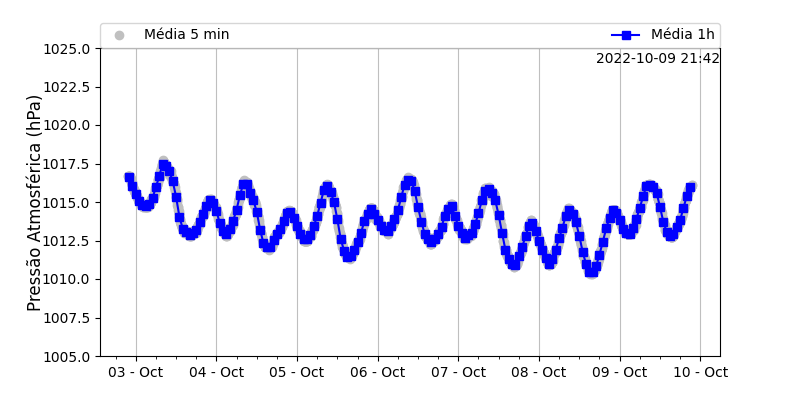 Média 5 min
Média 1h
2022-10-09 21:42
Pressão Atmosférica (hPa)
1025.0
1022.5
1020.0
1017.5
1015.0
1012.5
1010.0
1007.5
1005.0
03 - Oct
04 - Oct
05 - Oct
06 - Oct
07 - Oct
08 - Oct
09 - Oct
10 - Oct